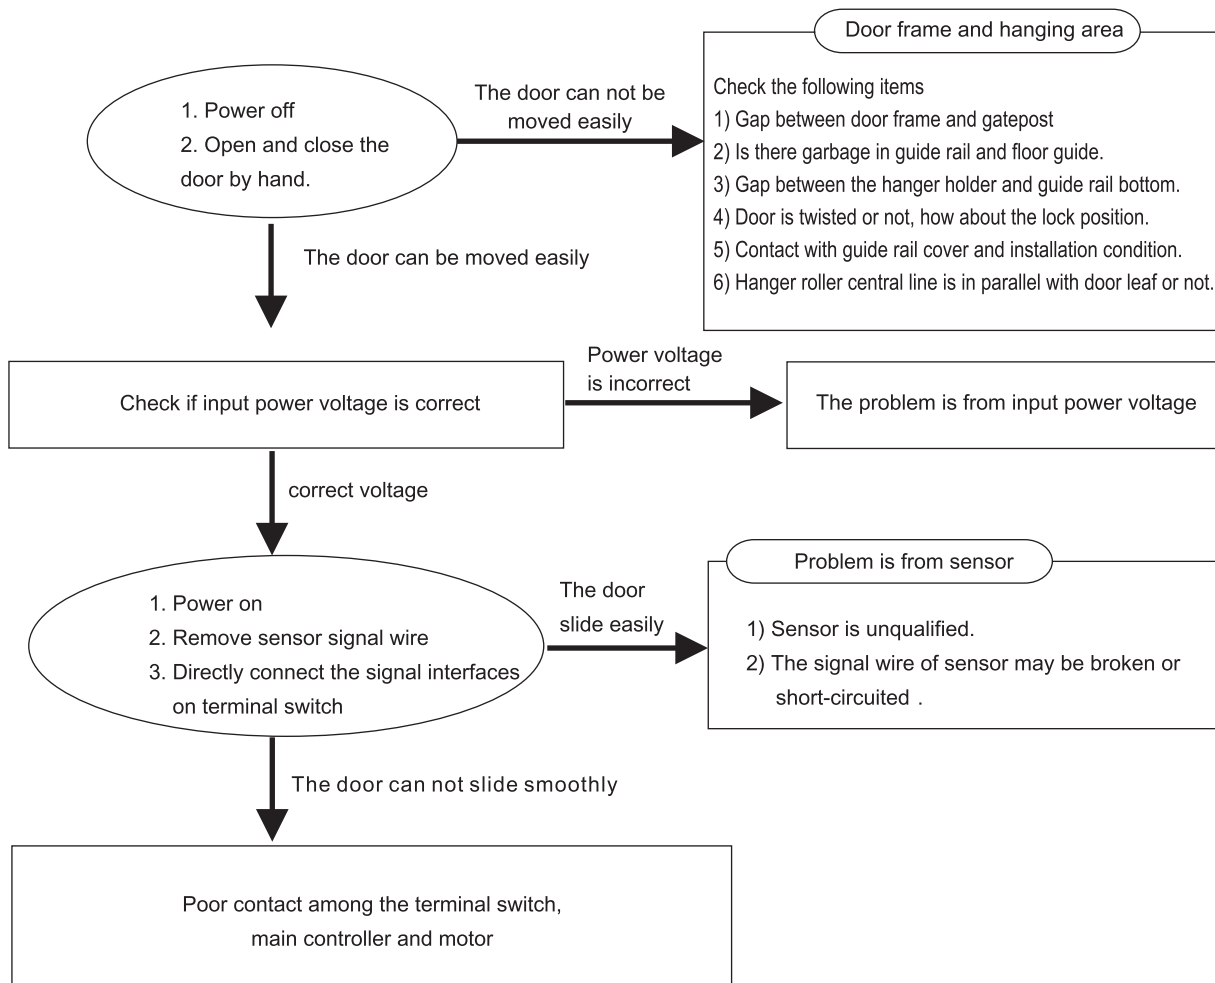 Door frame and hanging area
1. Power off
2. Open and close the
door by hand.
The door can not be
moved easily
Check the following items
1) Gap between door frame and gatepost
2) Is there garbage in guide rail and floor guide.
3) Gap between the hanger holder and guide rail bottom.
4) Door is twisted or not, how about the lock position.
5) Contact with guide rail cover and installation condition.
6) Hanger roller central line is in parallel with door leaf or not.
The door can be moved easily
Check if input power voltage is correct
Power voltage
is incorrect
The problem is from input power voltage
correct voltage
1. Power on
2. Remove sensor signal wire
3. Directly connect the signal interfaces
on terminal switch
The door
slide easily
Problem is from sensor
1) Sensor is unqualified.
2) The signal wire of sensor may be broken or
short-circuited .
The door can not slide smoothly
Poor contact among the terminal switch,
main controller and motor